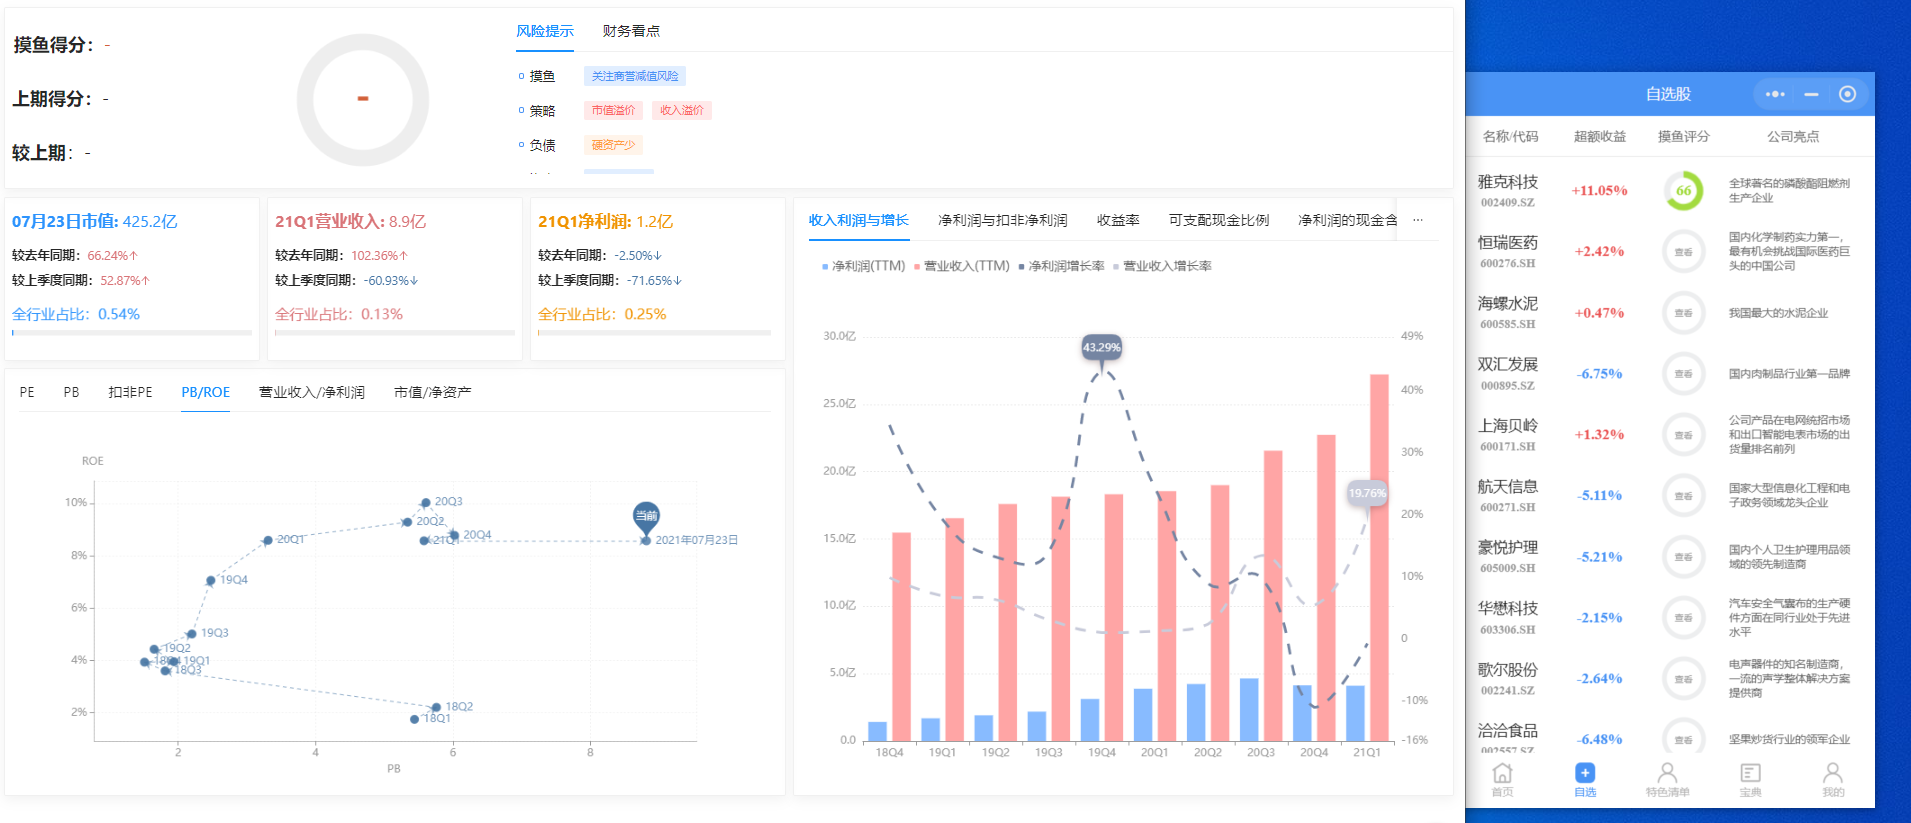 摸鱼得分：-
上期得分：-
较上期：-
-
风险提示 财务看点
摸鱼 关注商誉减值风险
策略 市值溢价 收入溢价
负债 硬资产少
07月23日市值: 425.2亿
较去年同期：66.24%↑
较上季度同期：52.87%↑
全行业占比：0.54%
21Q1营业收入: 8.9亿
较去年同期：102.36%↑
较上季度同期：-60.93%↓
全行业占比：0.13%
21Q1净利润: 1.2亿
较去年同期：-2.50%↓
较上季度同期：-71.65%↓
全行业占比：0.25%
PE PB 扣非PE PB/ROE 营业收入/净利润 市值/净资产
ROE
10%
8%
6%
4%
2%
20Q3
20Q2
20Q4
21Q1
20Q1
当前
2021年07月23日
19Q4
19Q3
19Q2
18Q4
19Q1
18Q3
18Q2
18Q1
2 4 6 8
PB
收入利润与增长 净利润与扣非净利润 收益率 可支配现金比例 净利润的现金含 ...
净利润(TTM) 营业收入(TTM) 净利润增长率 营业收入增长率
30.0亿
25.0亿
20.0亿
15.0亿
10.0亿
5.0亿
0.0
43.29%
19.76%
49%
40%
30%
20%
10%
0
-10%
-16%
18Q4 19Q1 19Q2 19Q3 19Q4 20Q1 20Q2 20Q3 20Q4 21Q1
自选股
名称/代码 超额收益 摸鱼评分 公司亮点
雅克科技
002409.SZ
+11.05%
66
全球著名的磷酸酯阻燃剂
生产企业
恒瑞医药
600276.SH
+2.42%
查看
国内化学制药实力第一，
最有机会挑战国际医药巨
头的中国公司
海螺水泥
600585.SH
+0.47%
查看
我国最大的水泥企业
双汇发展
000895.SZ
-6.75%
查看
国内肉制品行业第一品牌
上海贝岭
600171.SH
+1.32%
查看
公司产品在电网统招市场
和出口智能电表市场的出
货量排名前列
航天信息
600271.SH
-5.11%
查看
国家大型信息化工程和电
子政务领域龙头企业
豪悦护理
605009.SH
-5.21%
查看
国内个人卫生护理用品领
域的领先制造商
华懋科技
603306.SH
-2.15%
查看
汽车安全气囊布的生产硬
件方面在同行业处于先进
水平
歌尔股份
002241.SZ
-2.64%
查看
电声器件的知名制造商，
一流的声学整体解决方案
提供商
洽洽食品
002557.SZ
-6.48%
查看
坚果炒货行业的领军企业
首页 自选 特色清单 宝典 我的